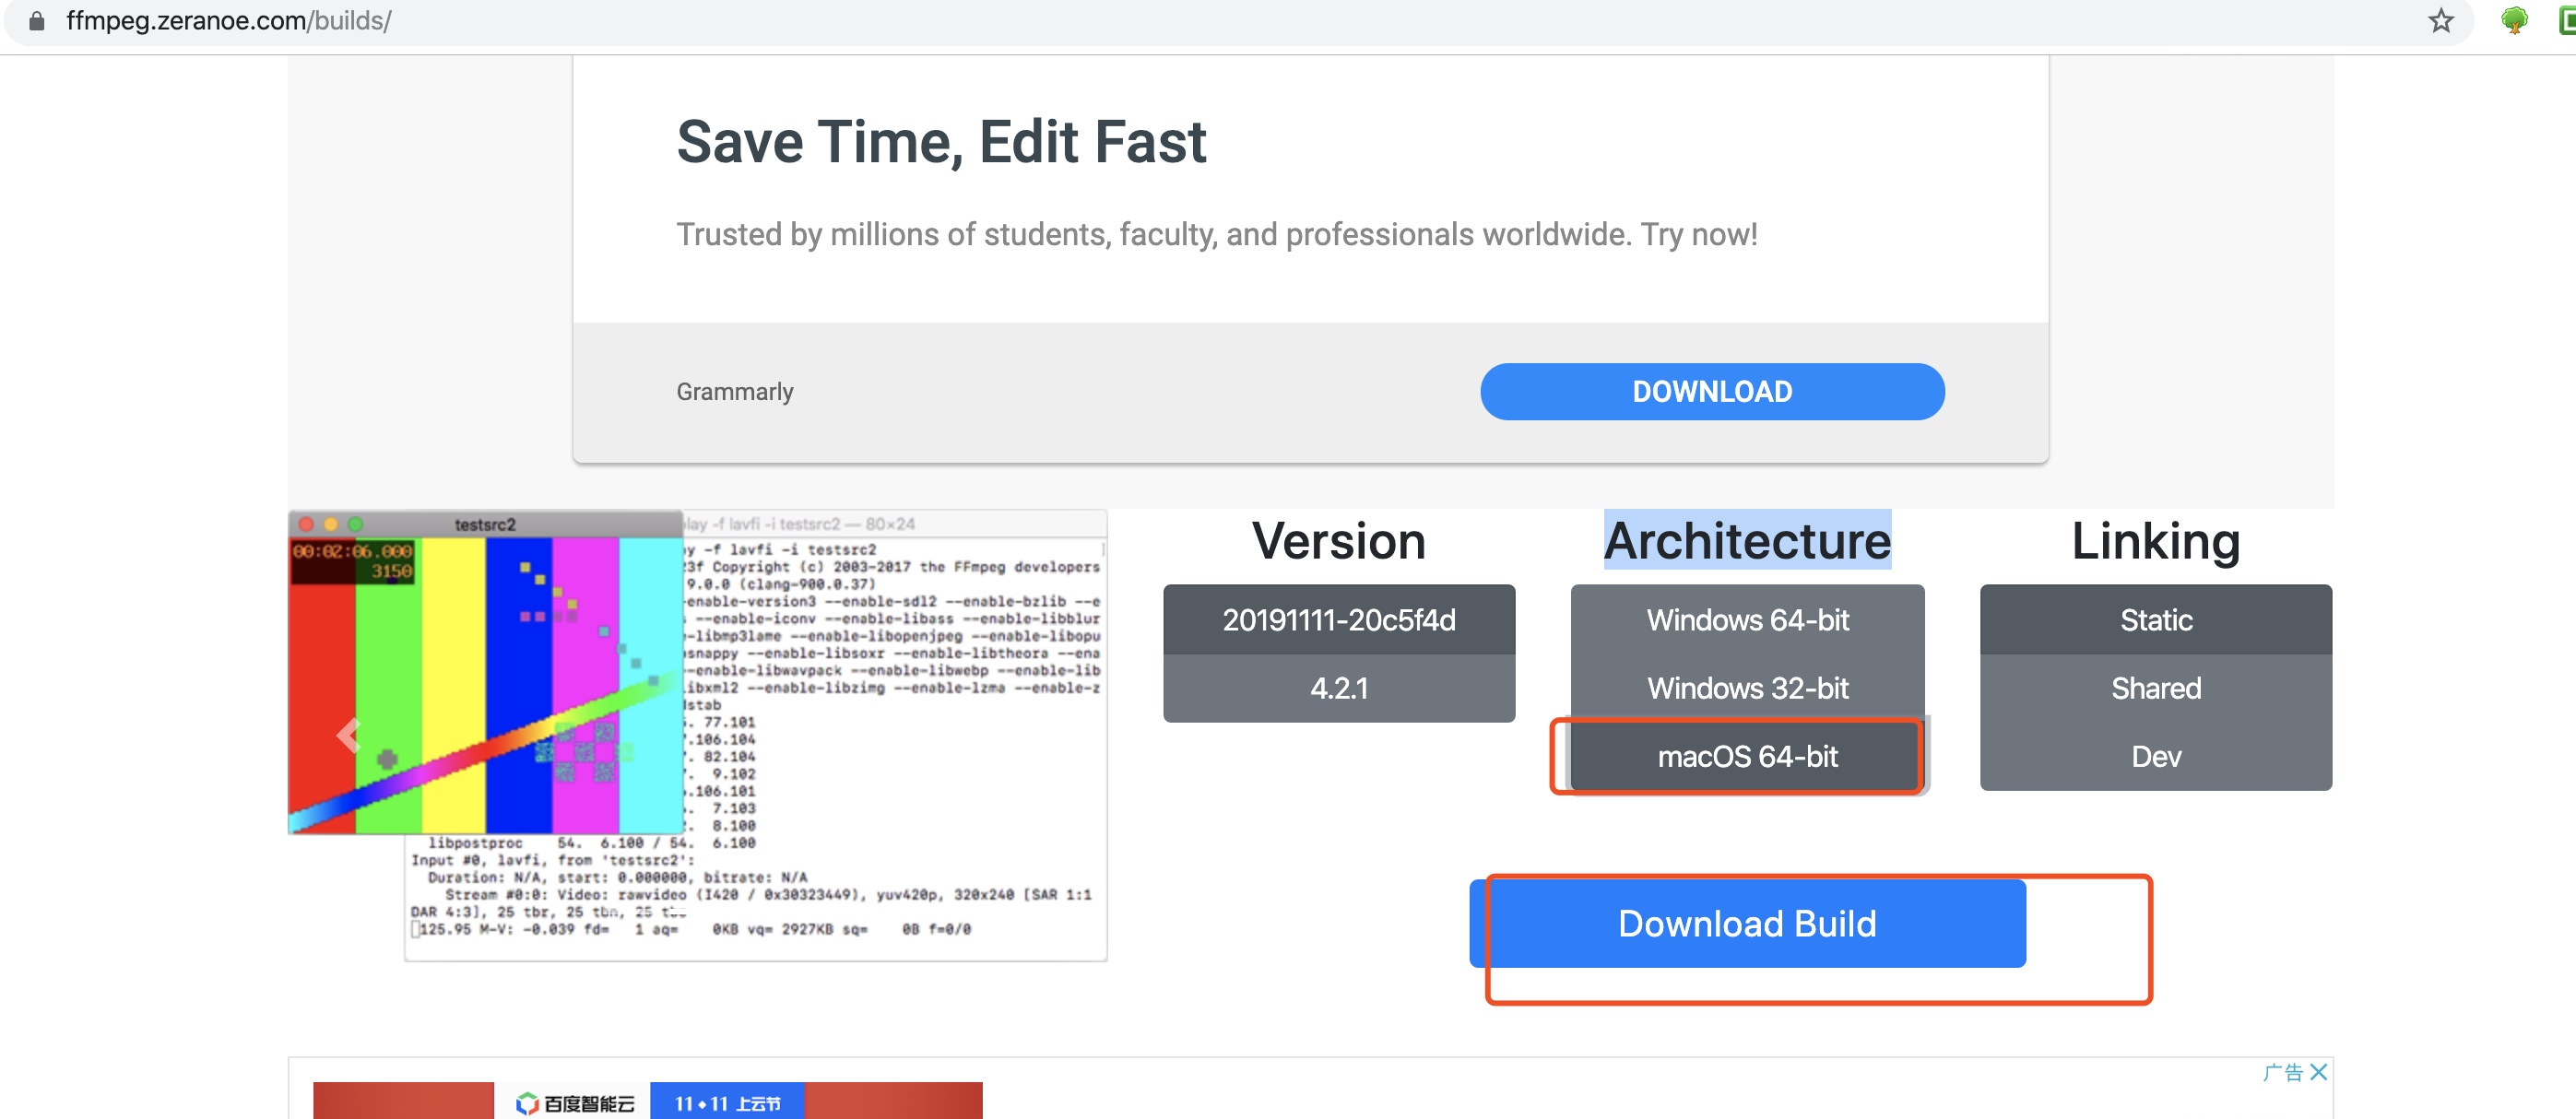 ffmpeg.zeranoe.com/builds/
Save Time, Edit Fast
Trusted by millions of students, faculty, and professionals worldwide. Try now!
Grammarly
DOWNLOAD
testsrc2
lay -f lavfi -i testsrc2 — 80×24
00:02:06.000
3150
y -f lavfi -i testsrc2
3f Copyright (c) 2003-2017 the FFmpeg developers
9.0.0 (clang-900.0.37)
enable-version3 --enable-sdl2 --enable-bzlib --e
--enable-iconv --enable-libass --enable-libblur
-libmp3lame --enable-libopenjpeg --enable-libopu
snappy --enable-libsoxr --enable-libtheora --ena
--enable-libwavpack --enable-libwebp --enable-lib
ibxml2 --enable-libzimg --enable-lzma --enable-z
stab
. 77.101
.106.104
. 82.104
. 9.102
.106.101
. 7.103
. 8.100
libpostproc 54. 6.100 / 54. 6.100
Input #0, lavfi, from 'testsrc2':
Duration: N/A, start: 0.000000, bitrate: N/A
Stream #0:0: Video: rawvideo (I420 / 0x30323449), yuv420p, 320x240 [SAR 1:1
DAR 4:3], 25 tbr, 25 tbn, 25 tbc
125.95 M-V: -0.039 fd= 1 aq= 0KB vq= 2927KB sq= 0B f=0/0
Version
20191111-20c5f4d
4.2.1
Architecture
Windows 64-bit
Windows 32-bit
macOS 64-bit
Linking
Static
Shared
Dev
Download Build
广告
百度智能云
11•11 上云节